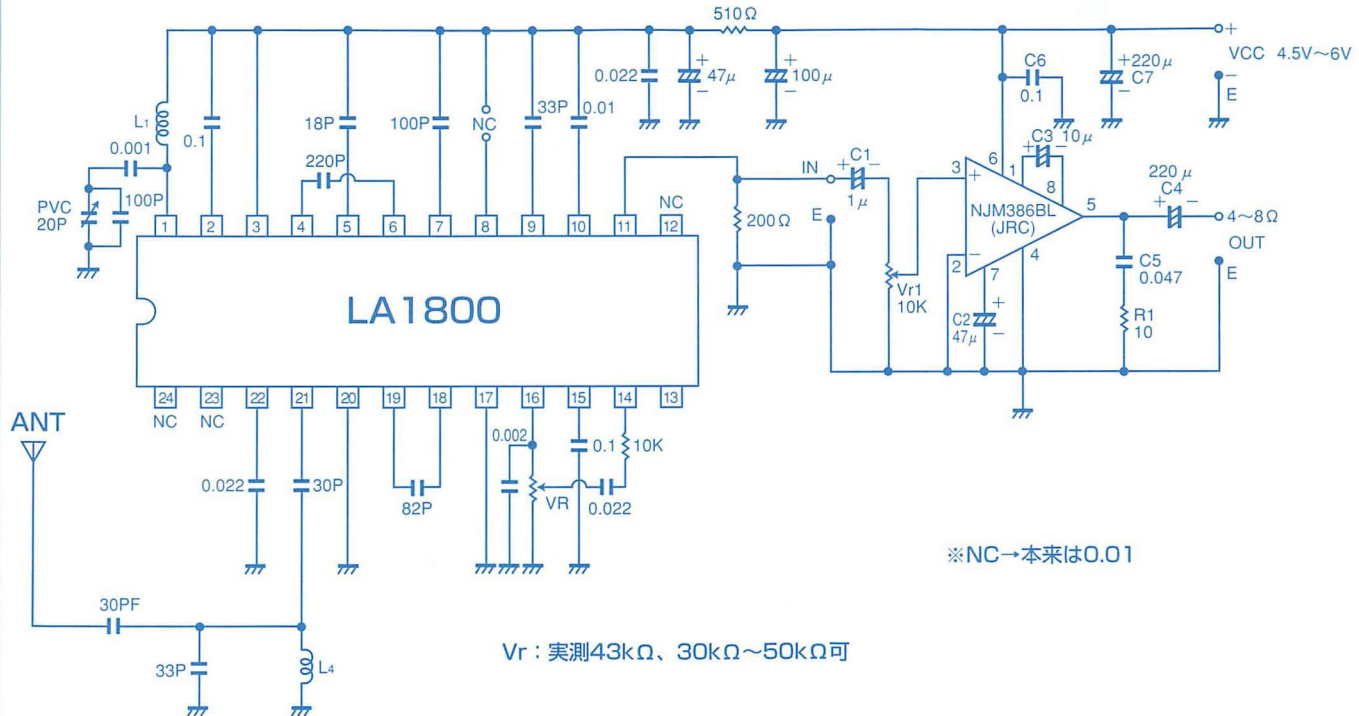 510Ω
+
VCC 4.5V～6V
−
E
L1
0.1
18P
100P
NC
33P
0.01
0.022
+
47μ
−
+
100μ
−
C6
0.1
+220μ
C7
−
0.001
220P
PVC
20P
100P
1
2
3
4
5
6
7
8
9
10
11
NC
12
200Ω
IN
E
+C1−
1μ
Vr1
10K
3
+
6
1
+C3 10μ
−
8
NJM386BL
(JRC)
5
2
−
7
4
C2
47μ
+
−
220μ
C4
+
−
4～8Ω
OUT
E
C5
0.047
R1
10
LA1800
24
23
22
21
20
19
18
17
16
15
14
13
NC
NC
ANT
0.022
30P
82P
0.002
VR
0.022
0.1
10K
30PF
33P
L4
※NC→本来は0.01
Vr：実測43kΩ、30kΩ～50kΩ可